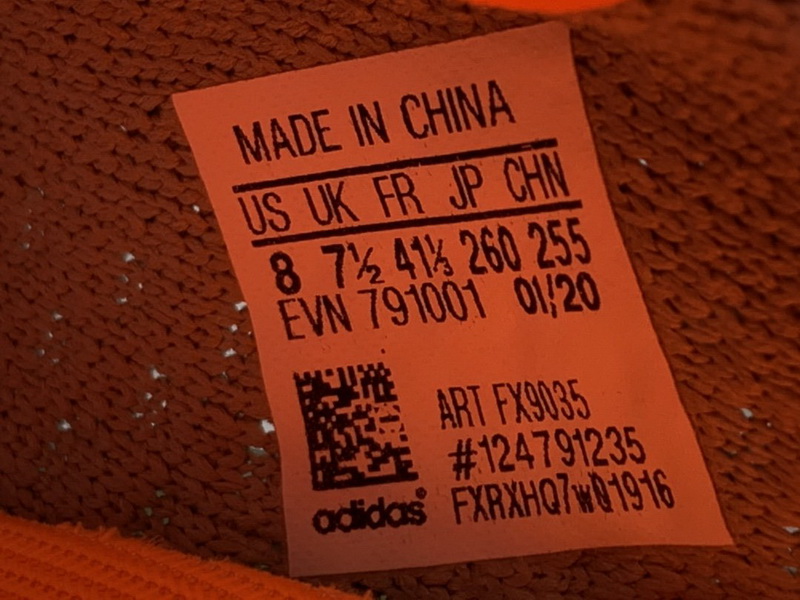 MADE IN CHINA
US UK FR JP CHN
8 7½ 41⅓ 260 255
EVN 791001 01/20
ART FX9035
#124791235
adidas® FXRXHQ7W01916